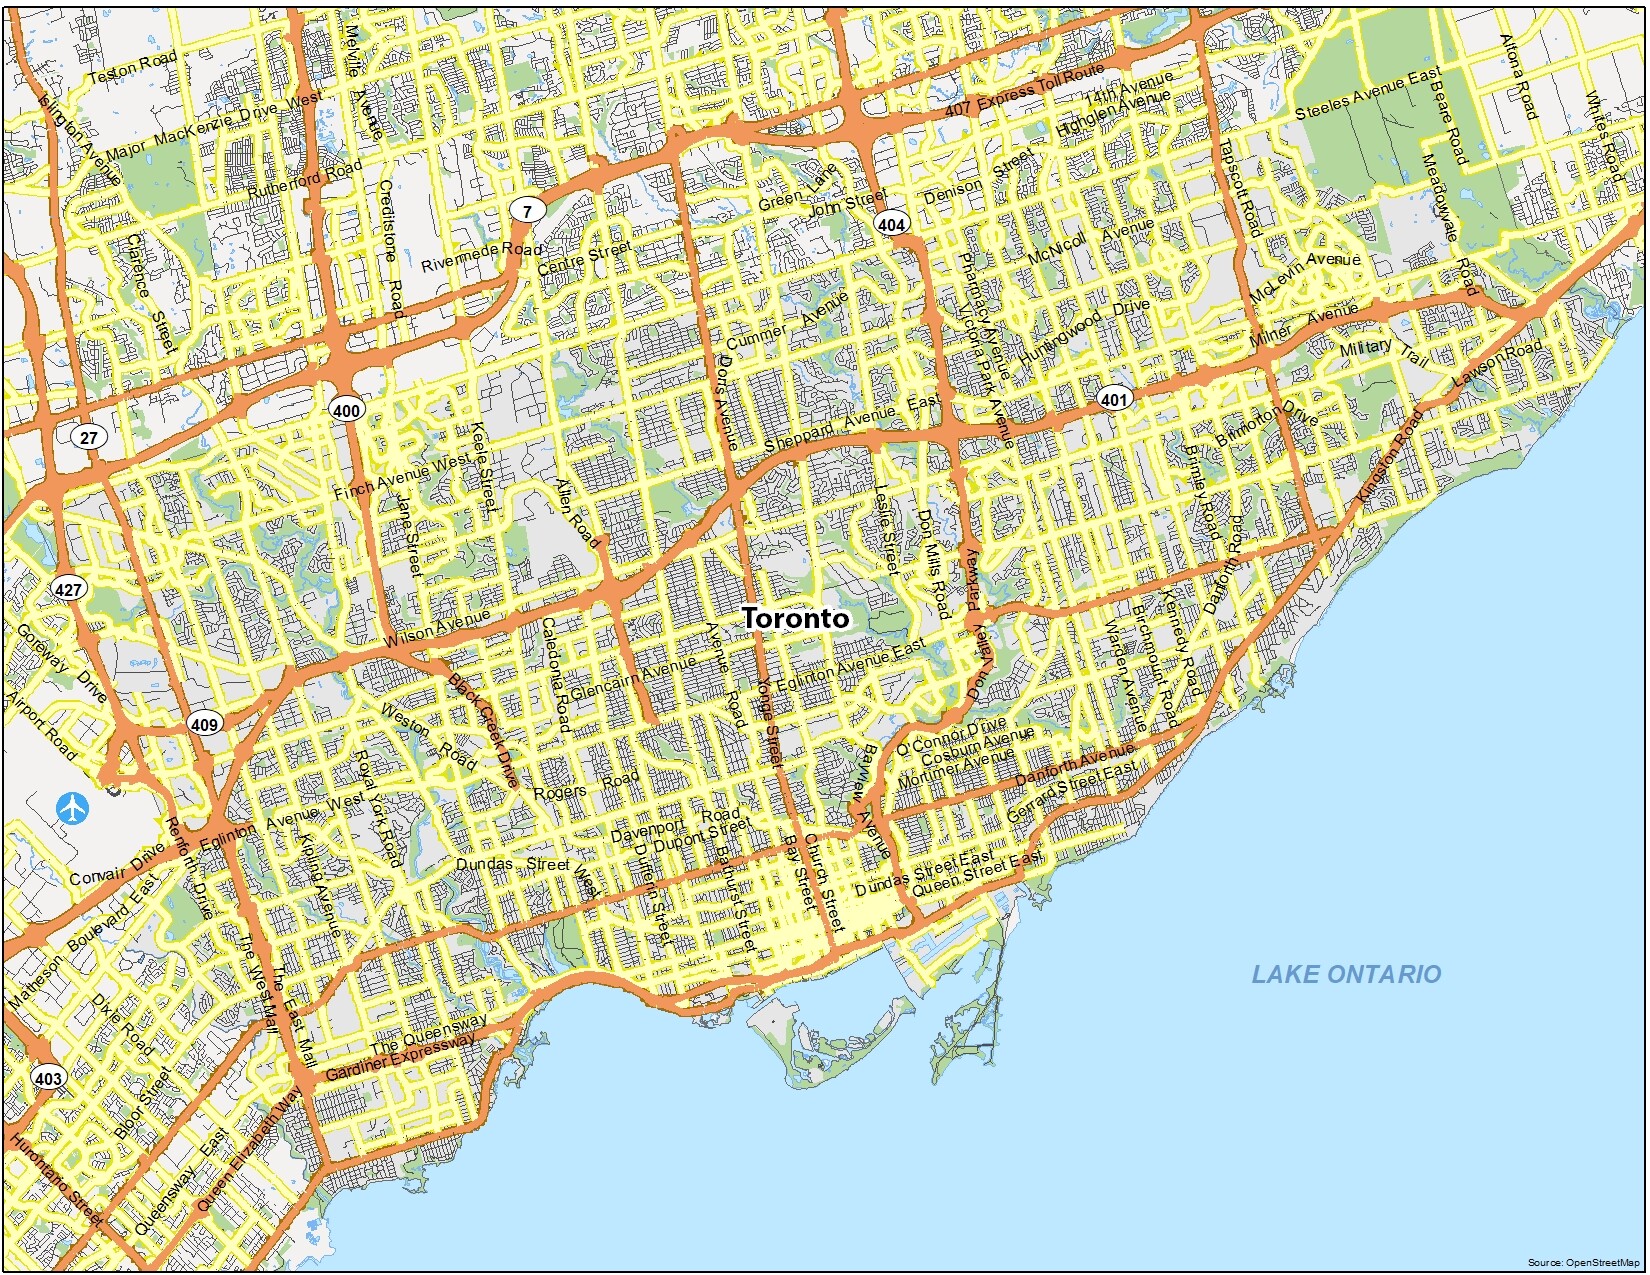 Teston Road
Islington Avenue
Major MacKenzie Drive West
Melville Avenue
Rutherford Road
Creditstone Road
Clarence Street
7
Rivermede Road
Centre Street
407 Express Toll Route
14th Avenue
Highglen Avenue
Denison Street
Green Lane
John Street
404
McNicoll Avenue
Steeles Avenue East
Beare Road
Altona Road
Whites Road
Meadowvale Road
Tapscott Road
McLevin Avenue
Milner Avenue
Military Trail
Lawson Road
Huntingwood Drive
Pharmacy Avenue
Victoria Park Avenue
Cummer Avenue
Doris Avenue
Sheppard Avenue East
401
400
27
Keele Street
Finch Avenue West
Jane Street
Allen Road
Brimorton Drive
Brimley Road
Kingston Road
Leslie Street
Don Mills Road
Danforth Road
427
Goreway Drive
Airport Road
Wilson Avenue
Toronto
Don Valley Parkway
Kennedy Road
Birchmount Road
Warden Avenue
Caledonia Road
Glencairn Avenue
Avenue Road
Eglinton Avenue East
Yonge Street
Black Creek Drive
Weston Road
409
O'Connor Drive
Cosburn Avenue
Mortimer Avenue
Danforth Avenue
Gerrard Street East
Bayview Avenue
Royal York Road
Rogers Road
Eglinton Avenue West
Davenport Road
Dupont Street
Convair Drive
Renforth Drive
Kipling Avenue
Dundas Street West
Dufferin Street
Bathurst Street
Bay Street
Church Street
Dundas Street East
Queen Street East
Matheson Boulevard East
The West Mall
The East Mall
Dixie Road
LAKE ONTARIO
The Queensway
Gardiner Expressway
403
Bloor Street
Hurontario Street
Queensway East
Queen Elizabeth Way
Source: OpenStreetMap